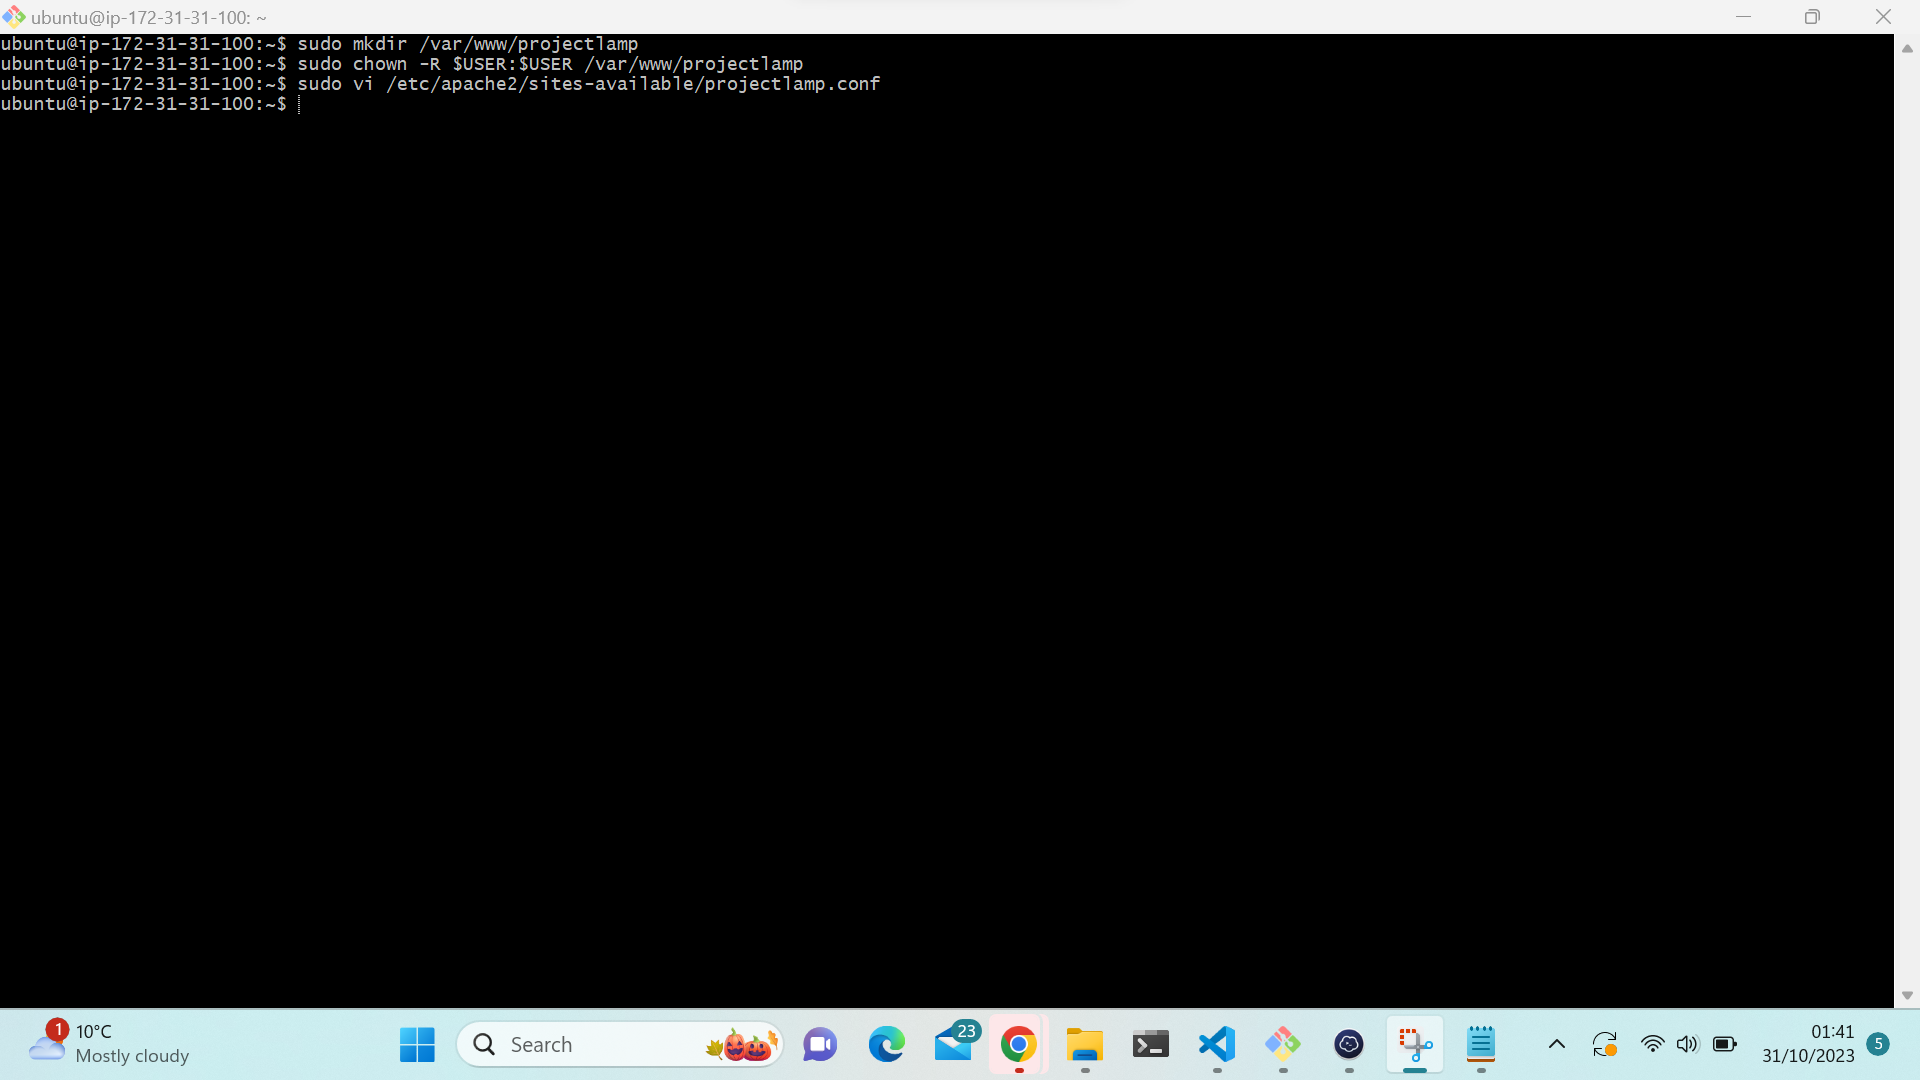 ubuntu@ip-172-31-31-100: ~
ubuntu@ip-172-31-31-100:~$ sudo mkdir /var/www/projectlamp
ubuntu@ip-172-31-31-100:~$ sudo chown -R $USER:$USER /var/www/projectlamp
ubuntu@ip-172-31-31-100:~$ sudo vi /etc/apache2/sites-available/projectlamp.conf
ubuntu@ip-172-31-31-100:~$
1
10°C
Mostly cloudy
Search
23
01:41
31/10/2023
5